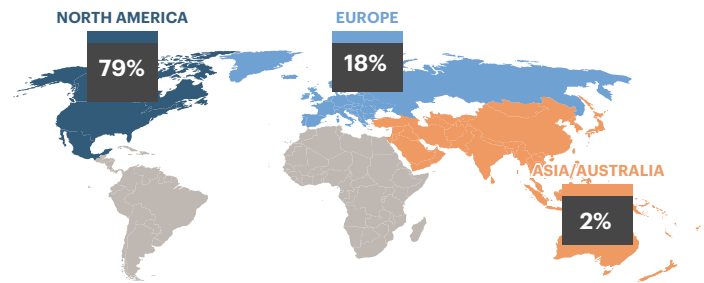 NORTH AMERICA
79%
EUROPE
18%
ASIA/AUSTRALIA
2%